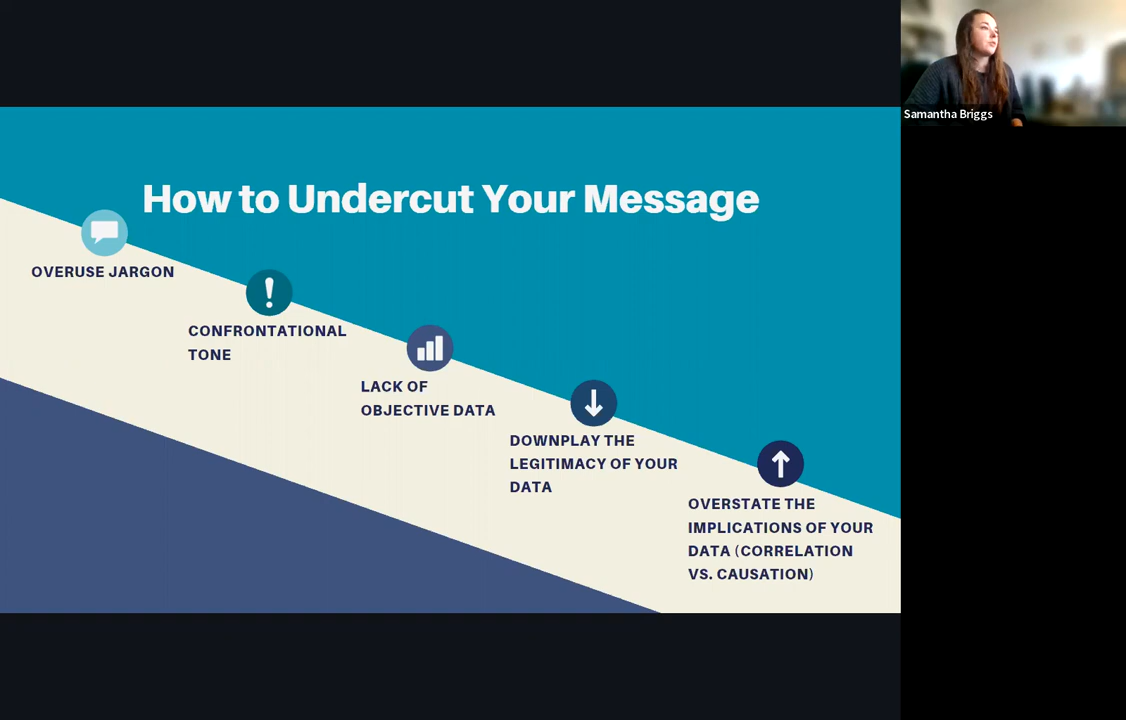 Samantha Briggs
How to Undercut Your Message
OVERUSE JARGON
CONFRONTATIONAL
TONE
LACK OF
OBJECTIVE DATA
DOWNPLAY THE
LEGITIMACY OF YOUR
DATA
OVERSTATE THE
IMPLICATIONS OF YOUR
DATA (CORRELATION
VS. CAUSATION)